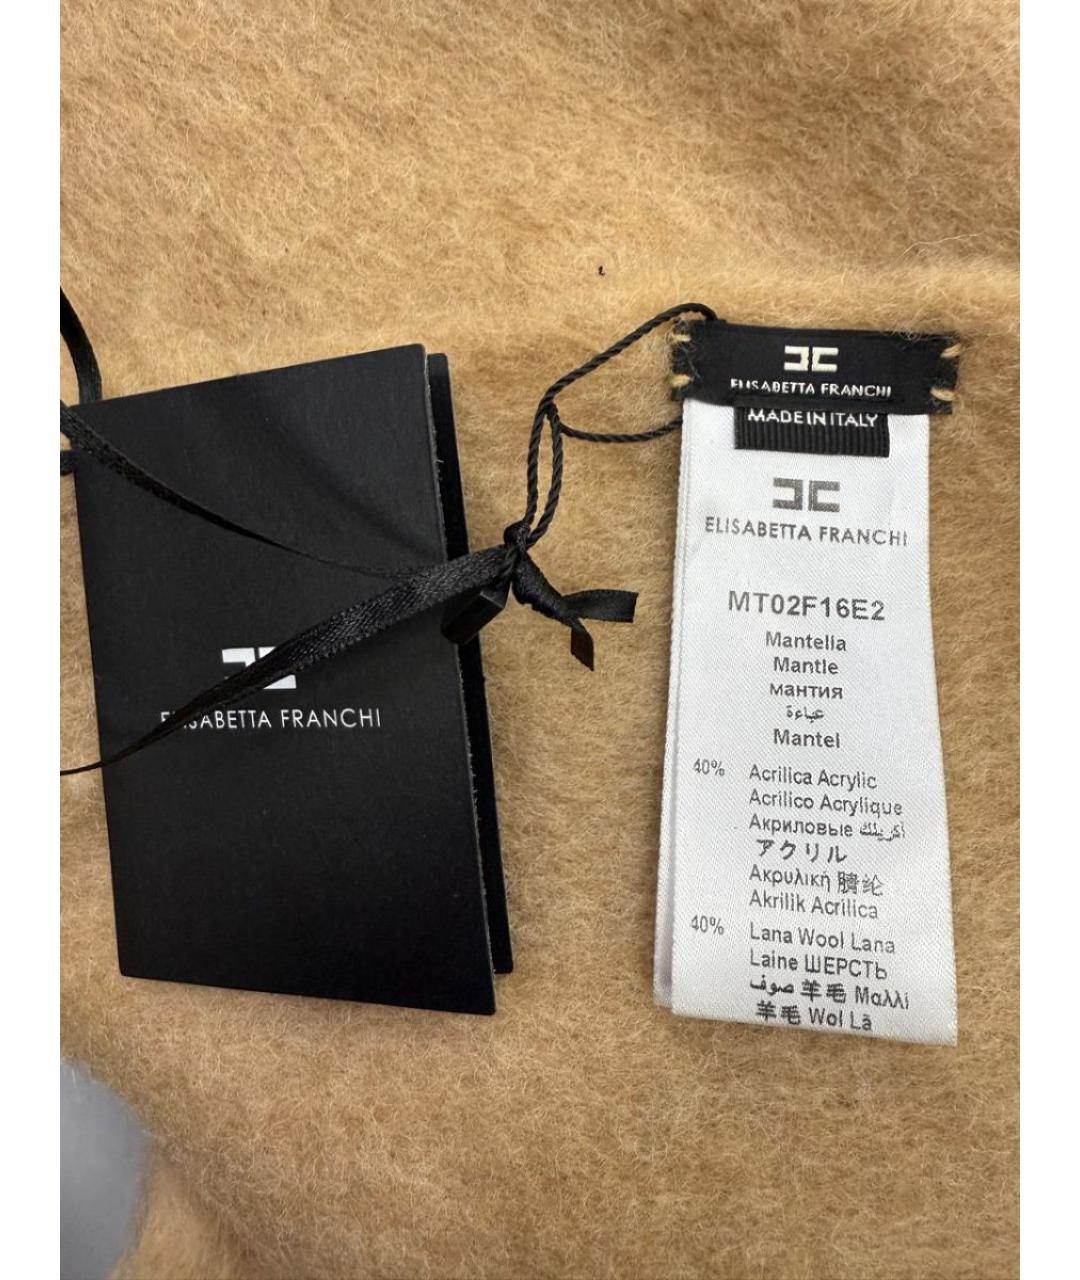 ELISABETTA FRANCHI
ELISABETTA FRANCHI
MADE IN ITALY
ELISABETTA FRANCHI
MT02F16E2
Mantella
Mantle
мантия
عباءة
Mantel
40% Acrilica Acrylic
Acrilico Acrylique
Акриловые أكريلك
アクリル
Ακρυλική 腈纶
Akrilik Acrilica
40% Lana Wool Lana
Laine ШЕРСТЬ
صوف 羊毛 Μαλλί
羊毛 Wol Lã